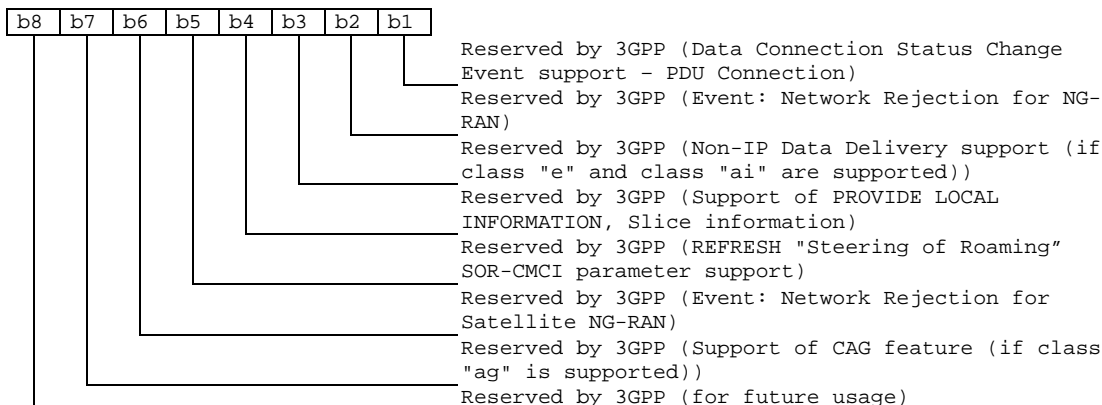 b8 b7 b6 b5 b4 b3 b2 b1
Reserved by 3GPP (Data Connection Status Change
Event support – PDU Connection)
Reserved by 3GPP (Event: Network Rejection for NG-
RAN)
Reserved by 3GPP (Non-IP Data Delivery support (if
class "e" and class "ai" are supported))
Reserved by 3GPP (Support of PROVIDE LOCAL
INFORMATION, Slice information)
Reserved by 3GPP (REFRESH "Steering of Roaming”
SOR-CMCI parameter support)
Reserved by 3GPP (Event: Network Rejection for
Satellite NG-RAN)
Reserved by 3GPP (Support of CAG feature (if class
"ag" is supported))
Reserved by 3GPP (for future usage)